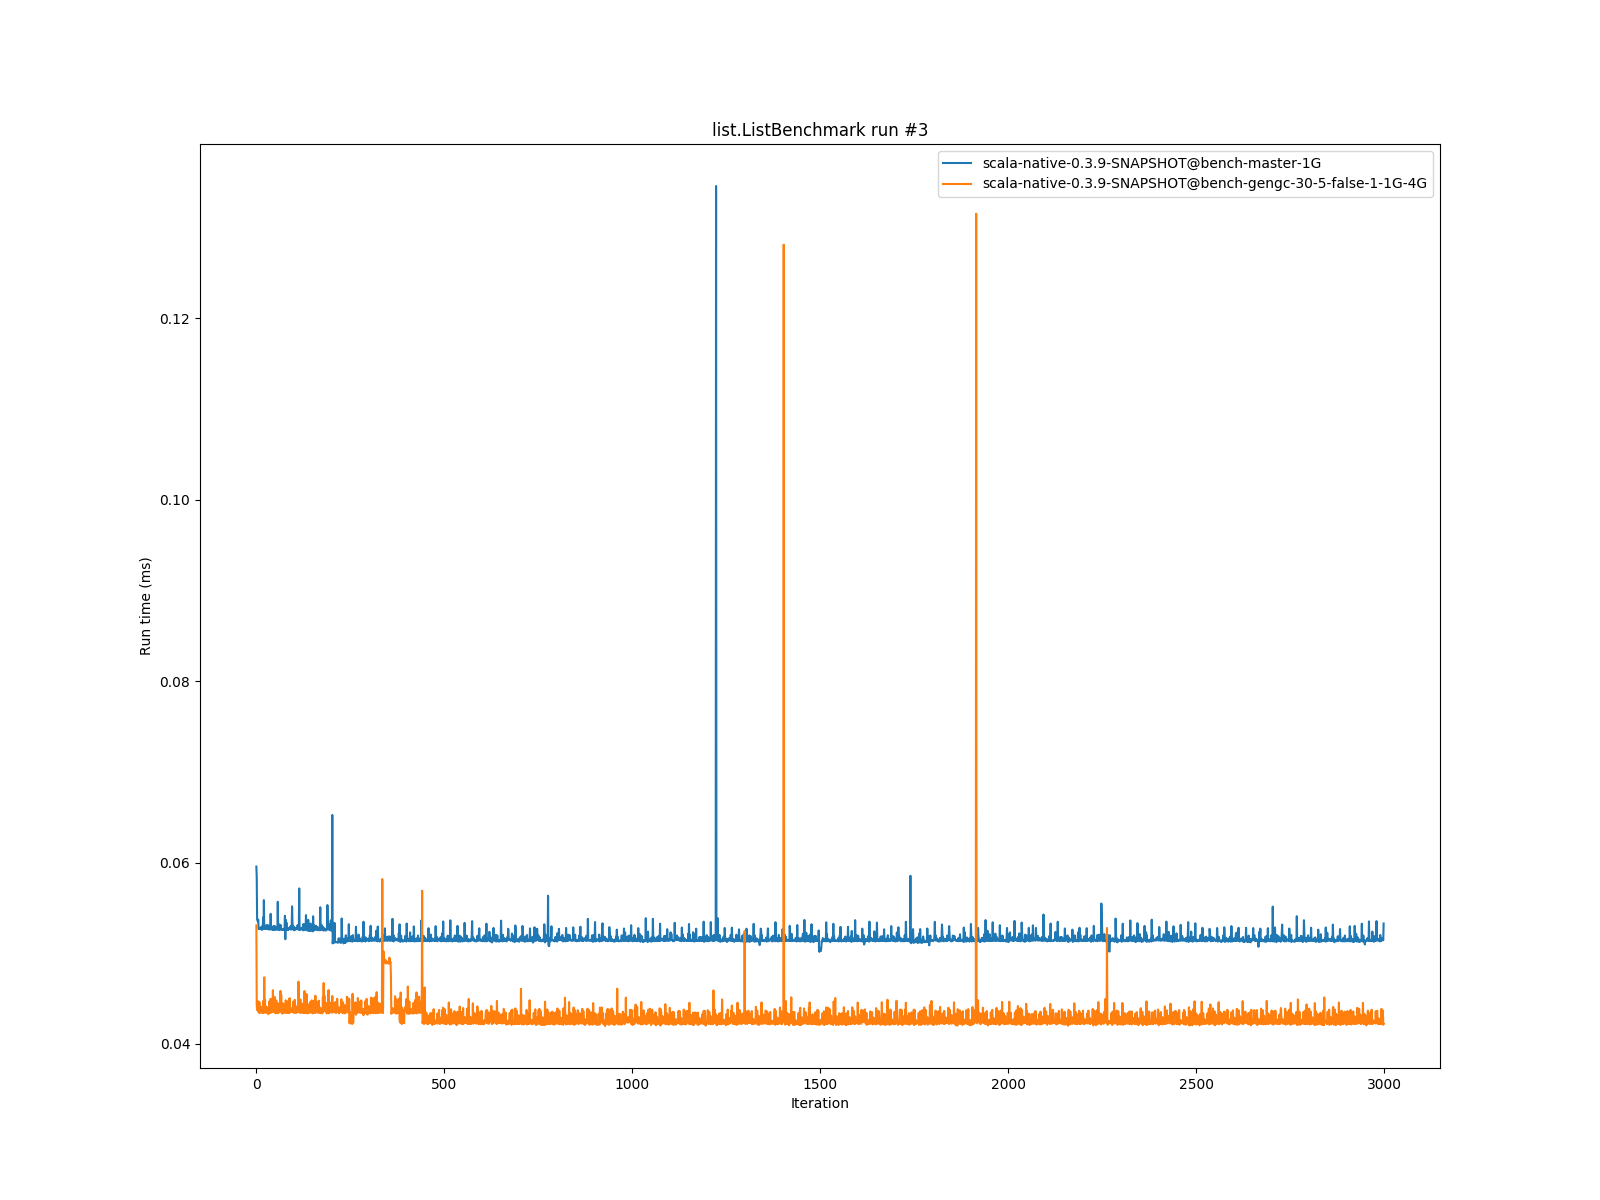 list.ListBenchmark run #3
scala-native-0.3.9-SNAPSHOT@bench-master-1G
scala-native-0.3.9-SNAPSHOT@bench-gengc-30-5-false-1-1G-4G
0.12
0.10
0.08
0.06
0.04
Run time (ms)
0 500 1000 1500 2000 2500 3000
Iteration